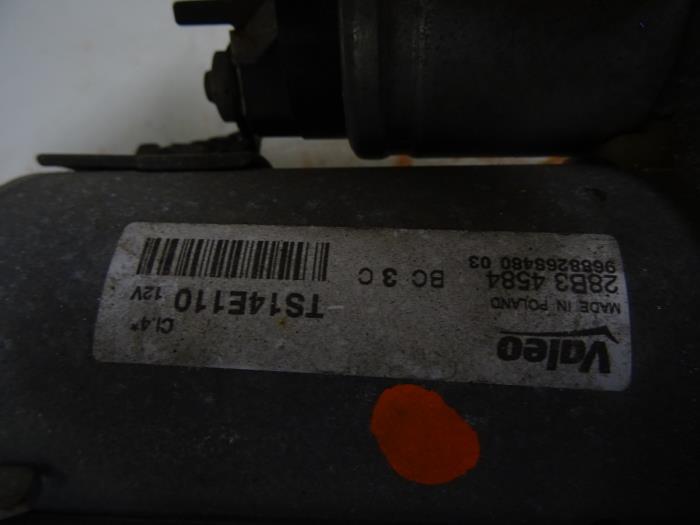 Valeo
MADE IN POLAND
28B3 4584
9688268480 03
Cl.4*
TS14E110 12V
BC 3 C